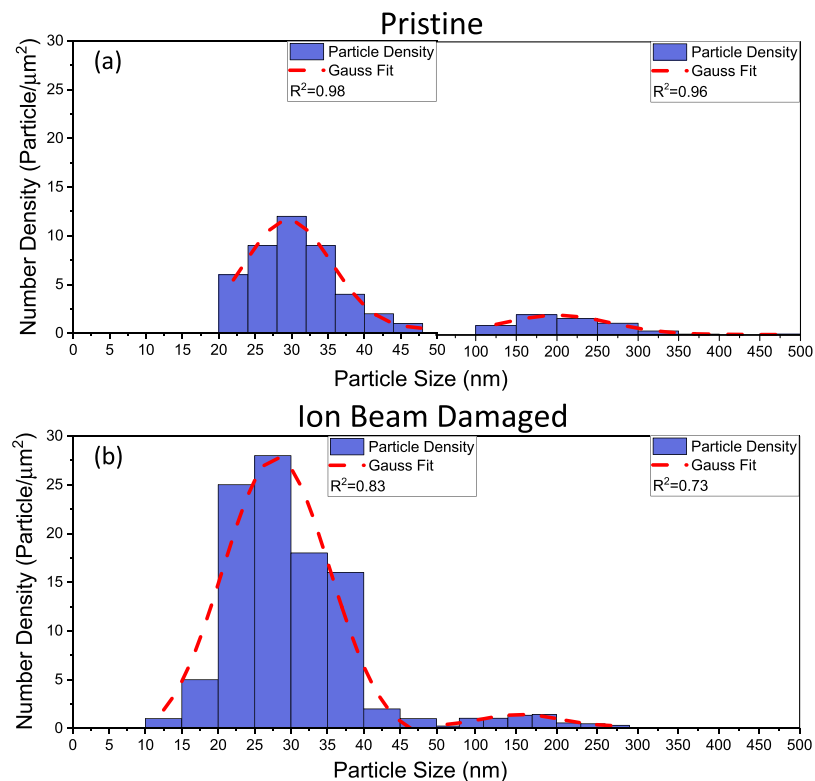 Pristine
(a)
Particle Density
Gauss Fit
R²=0.98
Particle Density
Gauss Fit
R²=0.96
Number Density (Particle/μm²)
30
25
20
15
10
5
0
0 5 10 15 20 25 30 35 40 45 50 100 150 200 250 300 350 400 450 500
Particle Size (nm)
Ion Beam Damaged
(b)
Particle Density
Gauss Fit
R²=0.83
Particle Density
Gauss Fit
R²=0.73
Number Density (Particle/μm²)
30
25
20
15
10
5
0
0 5 10 15 20 25 30 35 40 45 50 100 150 200 250 300 350 400 450 500
Particle Size (nm)